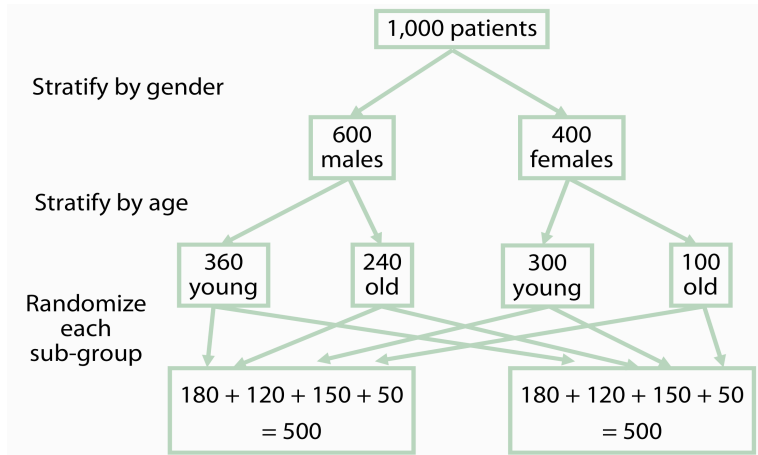 1,000 patients
Stratify by gender
600
males
400
females
Stratify by age
360
young
240
old
300
young
100
old
Randomize
each
sub-group
180 + 120 + 150 + 50
= 500
180 + 120 + 150 + 50
= 500